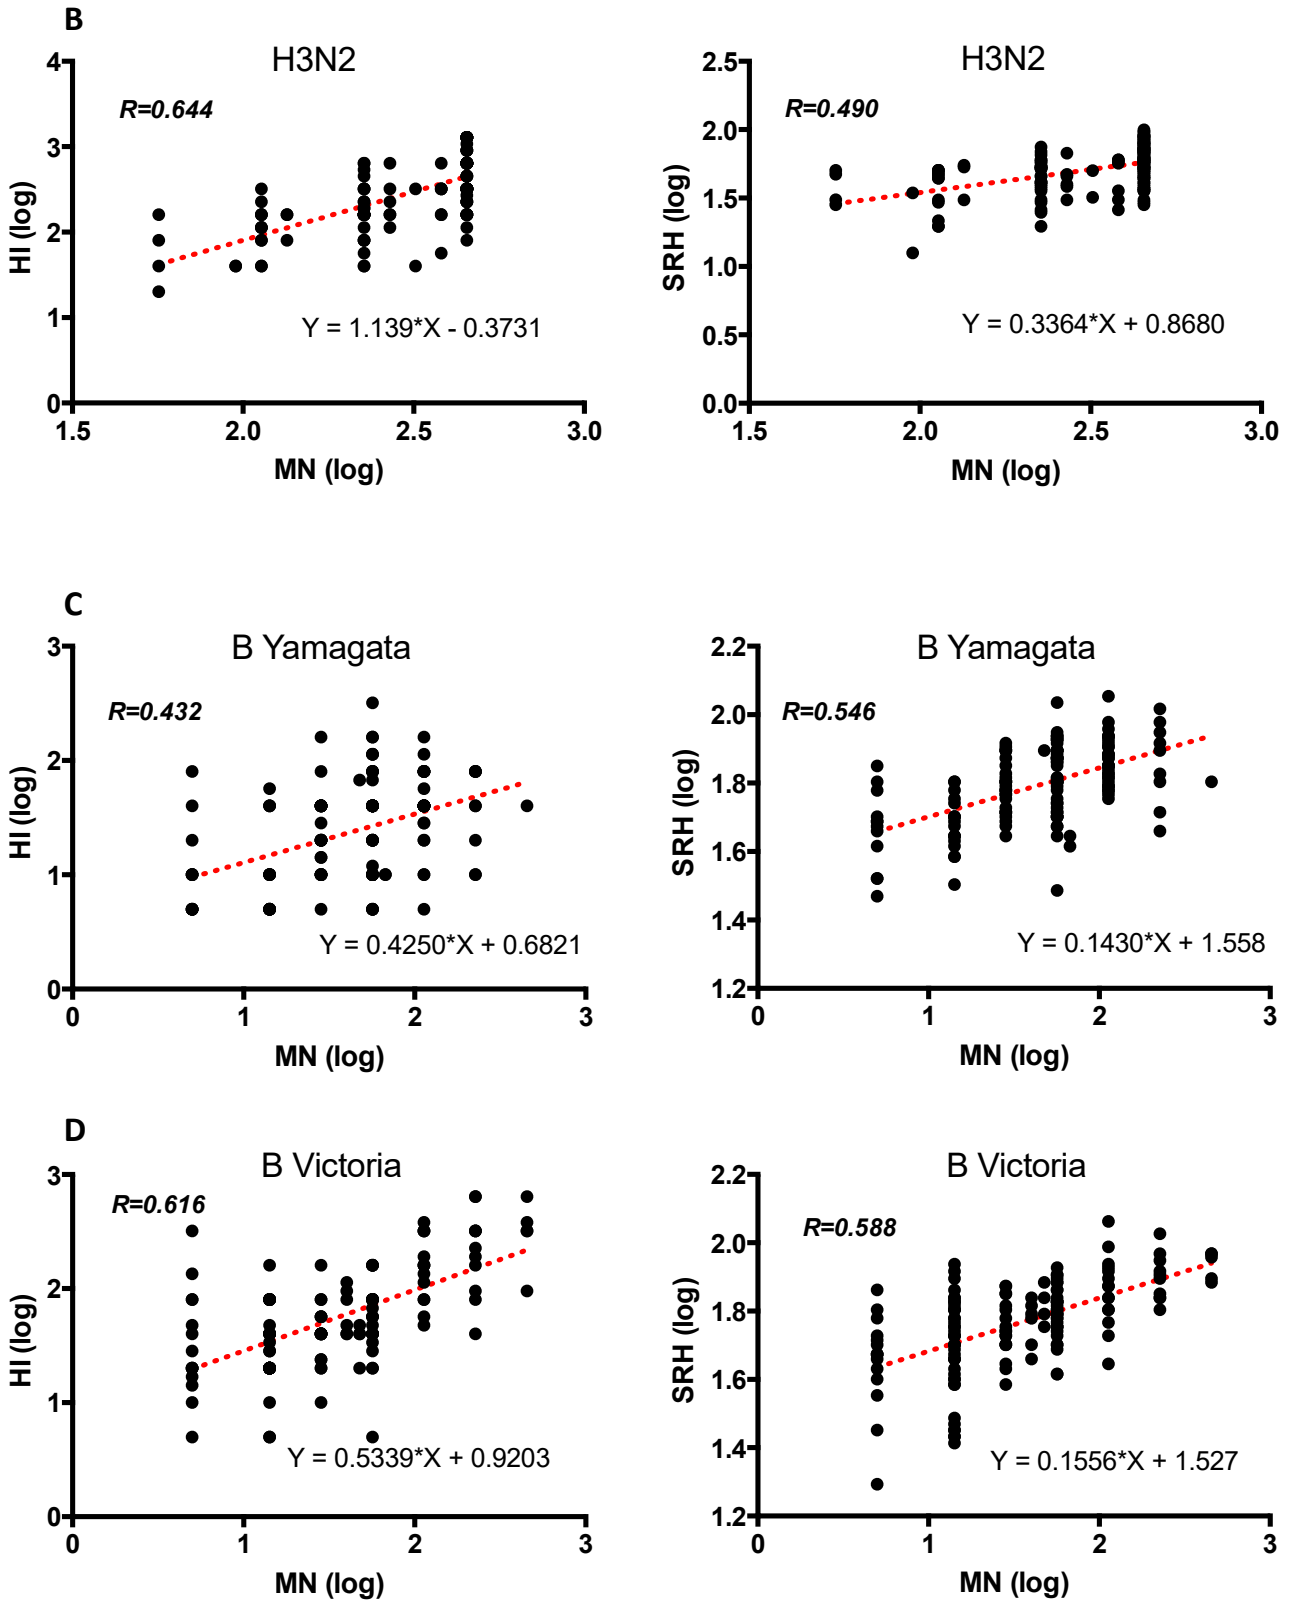 B
H3N2
R=0.644
HI (log)
4
3
2
1
0
1.5 2.0 2.5 3.0
MN (log)
Y = 1.139*X - 0.3731
H3N2
R=0.490
SRH (log)
2.5
2.0
1.5
1.0
0.5
0.0
1.5 2.0 2.5 3.0
MN (log)
Y = 0.3364*X + 0.8680
C
B Yamagata
R=0.432
HI (log)
3
2
1
0
0 1 2 3
MN (log)
Y = 0.4250*X + 0.6821
B Yamagata
R=0.546
SRH (log)
2.2
2.0
1.8
1.6
1.4
1.2
0 1 2 3
MN (log)
Y = 0.1430*X + 1.558
D
B Victoria
R=0.616
HI (log)
3
2
1
0
0 1 2 3
MN (log)
Y = 0.5339*X + 0.9203
B Victoria
R=0.588
SRH (log)
2.2
2.0
1.8
1.6
1.4
1.2
0 1 2 3
MN (log)
Y = 0.1556*X + 1.527